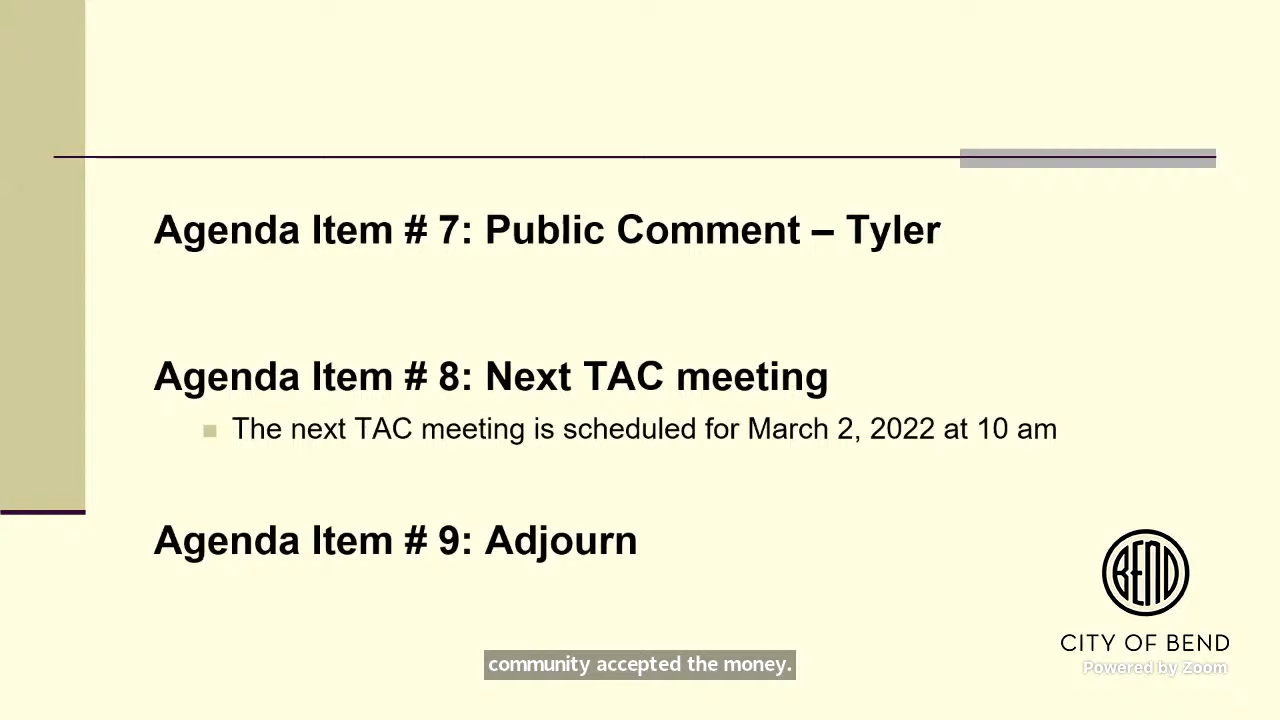 Agenda Item # 7: Public Comment – Tyler
Agenda Item # 8: Next TAC meeting
The next TAC meeting is scheduled for March 2, 2022 at 10 am
Agenda Item # 9: Adjourn
BEND
CITY OF BEND
Powered by Zoom
community accepted the money.